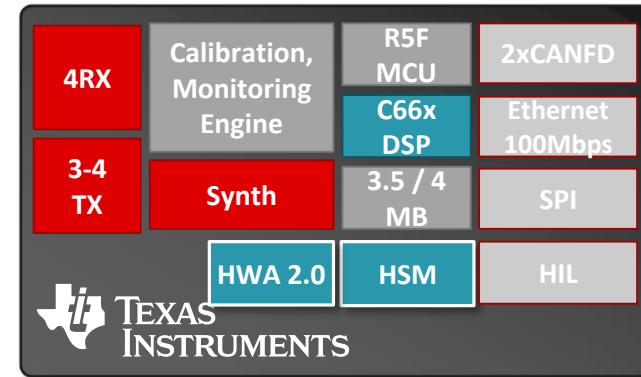 4RX
Calibration,
Monitoring
Engine
R5F
MCU
2xCANFD
C66x
DSP
Ethernet
100Mbps
3-4
TX
Synth
3.5 / 4
MB
SPI
HWA 2.0
HSM
HIL
TEXAS
INSTRUMENTS